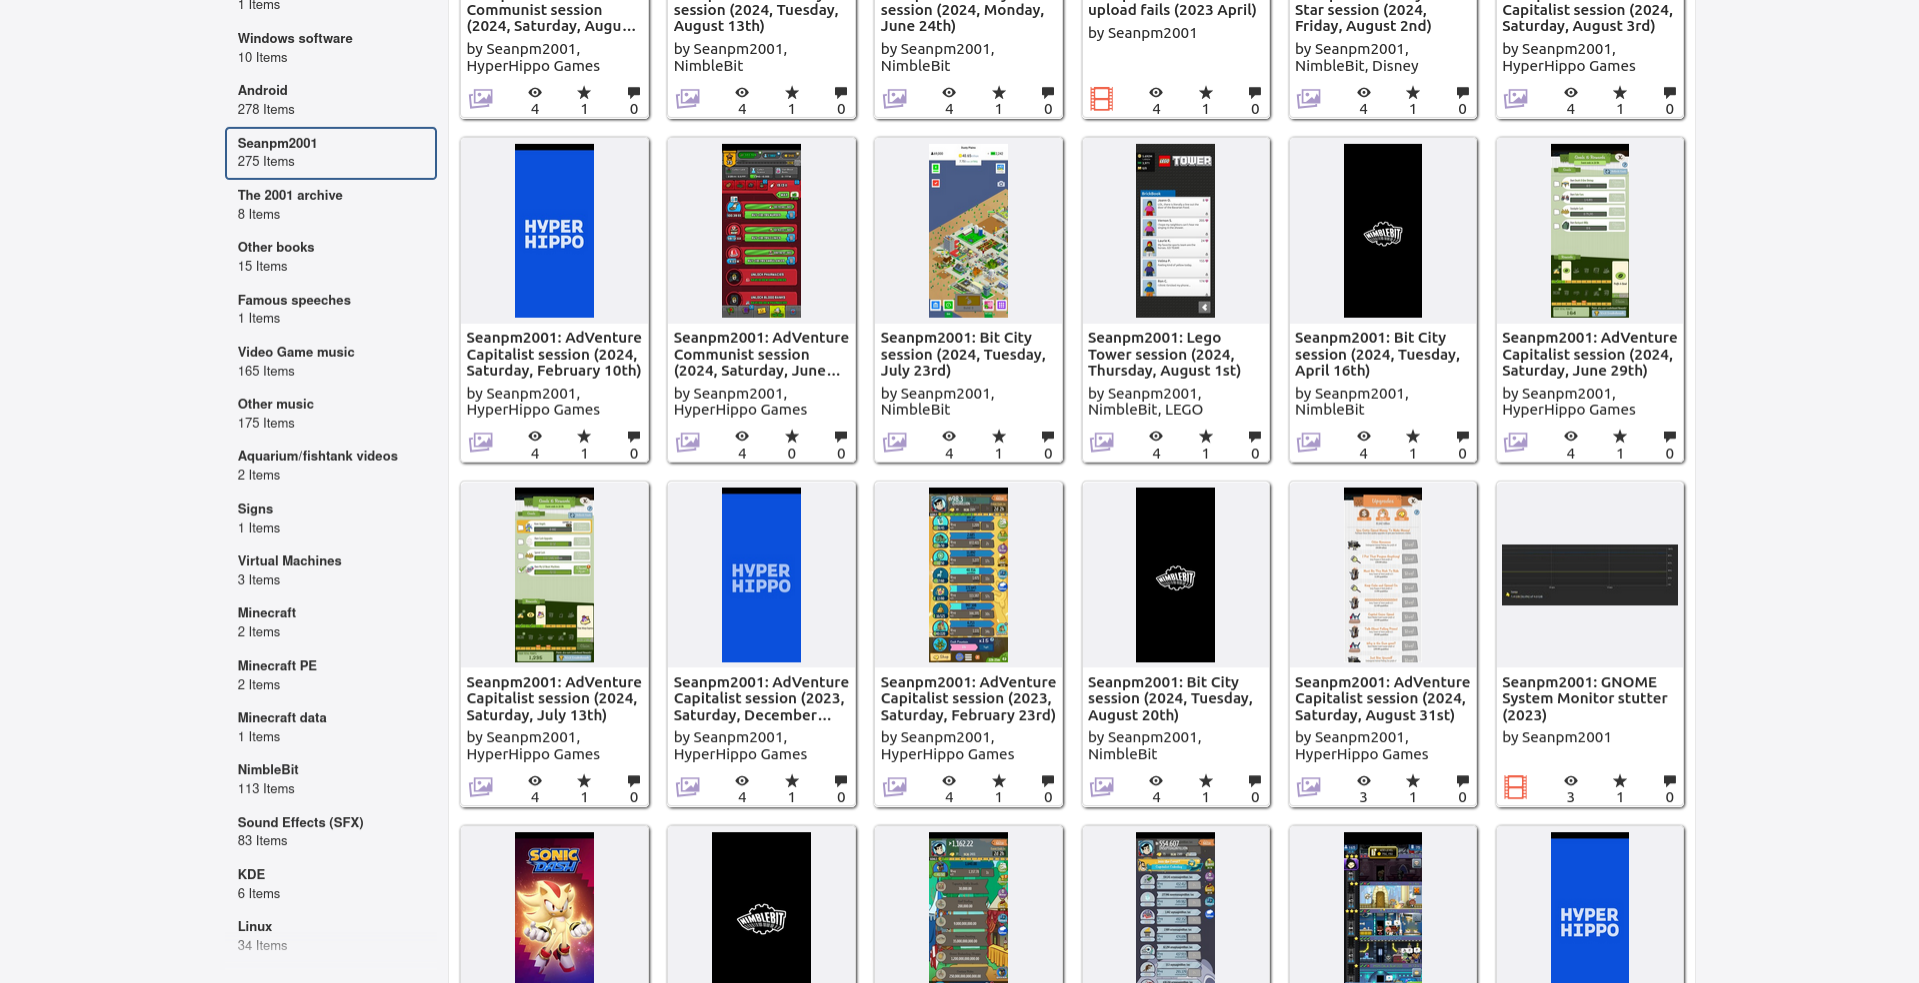 1 Items
Windows software
10 Items
Android
278 Items
Seanpm2001
275 Items
The 2001 archive
8 Items
Other books
15 Items
Famous speeches
1 Items
Video Game music
165 Items
Other music
175 Items
Aquarium/fishtank videos
2 Items
Signs
1 Items
Virtual Machines
3 Items
Minecraft
2 Items
Minecraft PE
2 Items
Minecraft data
1 Items
NimbleBit
113 Items
Sound Effects (SFX)
83 Items
KDE
6 Items
Linux
34 Items
Communist session
(2024, Saturday, Augu...
by Seanpm2001,
HyperHippo Games
4 1 0
session (2024, Tuesday,
August 13th)
by Seanpm2001,
NimbleBit
4 1 0
session (2024, Monday,
June 24th)
by Seanpm2001,
NimbleBit
4 1 0
upload fails (2023 April)
by Seanpm2001
4 1 0
Star session (2024,
Friday, August 2nd)
by Seanpm2001,
NimbleBit, Disney
4 1 0
Capitalist session (2024,
Saturday, August 3rd)
by Seanpm2001,
HyperHippo Games
4 1 0
HYPER
HIPPO
Seanpm2001: AdVenture
Capitalist session (2024,
Saturday, February 10th)
by Seanpm2001,
HyperHippo Games
4 1 0
Seanpm2001: AdVenture
Communist session
(2024, Saturday, June...
by Seanpm2001,
HyperHippo Games
4 0 0
Seanpm2001: Bit City
session (2024, Tuesday,
July 23rd)
by Seanpm2001,
NimbleBit
4 1 0
LEGO TOWER
Seanpm2001: Lego
Tower session (2024,
Thursday, August 1st)
by Seanpm2001,
NimbleBit, LEGO
4 1 0
NIMBLEBIT
Seanpm2001: Bit City
session (2024, Tuesday,
April 16th)
by Seanpm2001,
NimbleBit
4 1 0
Seanpm2001: AdVenture
Capitalist session (2024,
Saturday, June 29th)
by Seanpm2001,
HyperHippo Games
4 1 0
Seanpm2001: AdVenture
Capitalist session (2024,
Saturday, July 13th)
by Seanpm2001,
HyperHippo Games
4 1 0
HYPER
HIPPO
Seanpm2001: AdVenture
Capitalist session (2023,
Saturday, December...
by Seanpm2001,
HyperHippo Games
4 1 0
Seanpm2001: AdVenture
Capitalist session (2023,
Saturday, February 23rd)
by Seanpm2001,
HyperHippo Games
4 1 0
NIMBLEBIT
Seanpm2001: Bit City
session (2024, Tuesday,
August 20th)
by Seanpm2001,
NimbleBit
4 1 0
Upgrades
Seanpm2001: AdVenture
Capitalist session (2024,
Saturday, August 31st)
by Seanpm2001,
HyperHippo Games
3 1 0
Seanpm2001: GNOME
System Monitor stutter
(2023)
by Seanpm2001
3 1 0
SONIC
DASH
NIMBLEBIT
HYPER
HIPPO